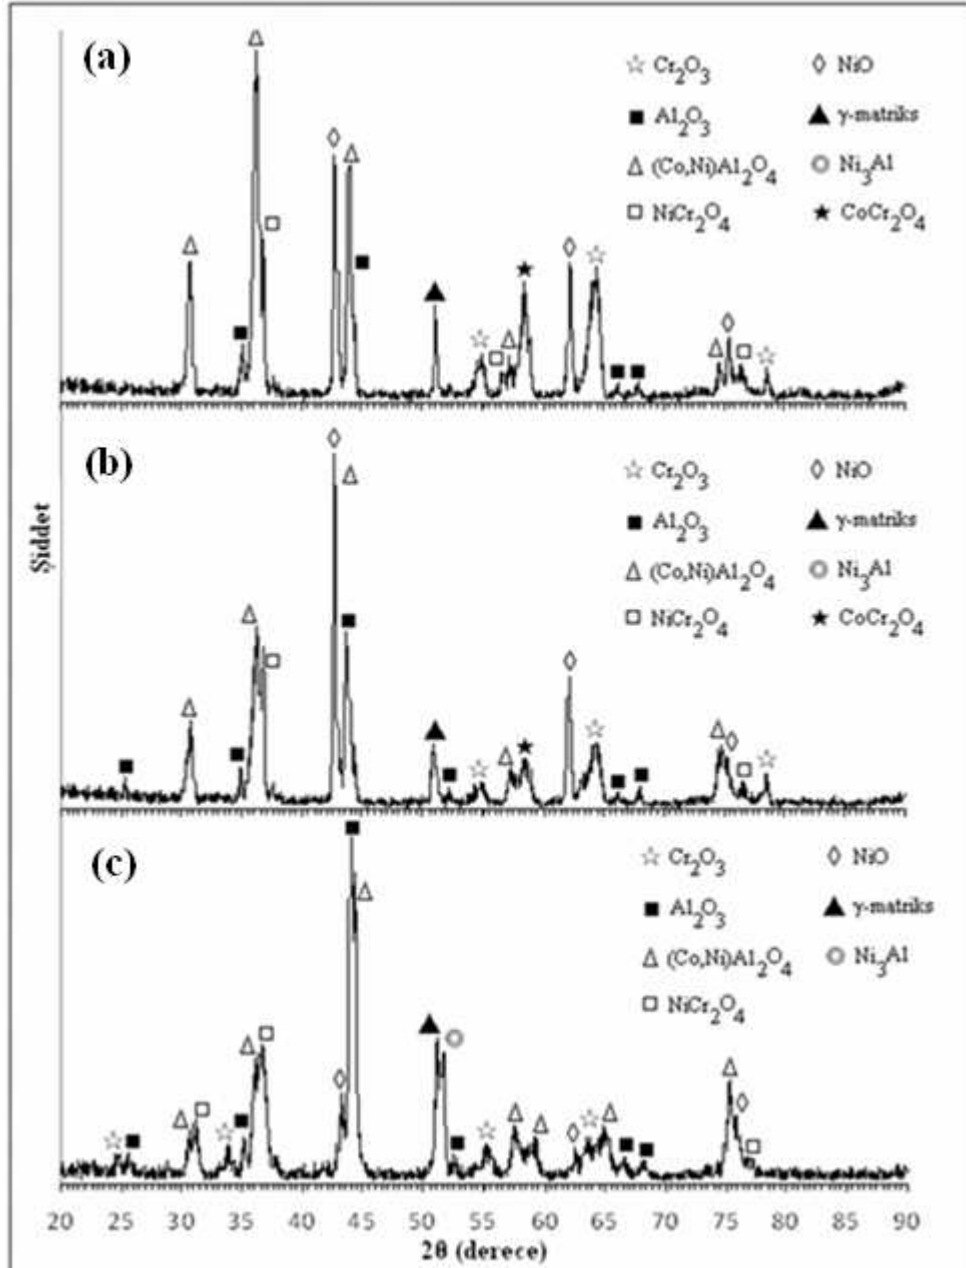 (a)
☆ Cr₂O₃ ◊ NiO
■ Al₂O₃ ▲ γ-matriks
△ (Co,Ni)Al₂O₄ ◎ Ni₃Al
□ NiCr₂O₄ ★ CoCr₂O₄
(b)
☆ Cr₂O₃ ◊ NiO
■ Al₂O₃ ▲ γ-matriks
△ (Co,Ni)Al₂O₄ ◎ Ni₃Al
□ NiCr₂O₄ ★ CoCr₂O₄
Şiddet
(c)
☆ Cr₂O₃ ◊ NiO
■ Al₂O₃ ▲ γ-matriks
△ (Co,Ni)Al₂O₄ ◎ Ni₃Al
□ NiCr₂O₄
20 25 30 35 40 45 50 55 60 65 70 75 80 85 90
2θ (derece)